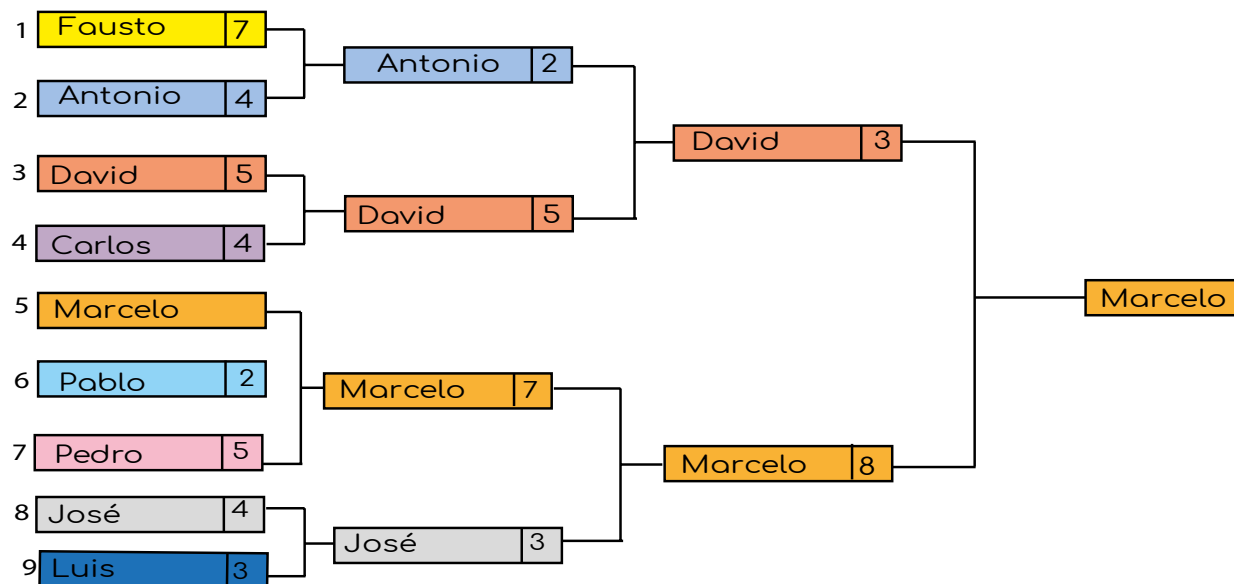 1 Fausto 7
2 Antonio 4
3 David 5
4 Carlos 4
5 Marcelo
6 Pablo 2
7 Pedro 5
8 José 4
9 Luis 3
Antonio 2
David 5
Marcelo 7
José 3
David 3
Marcelo 8
Marcelo